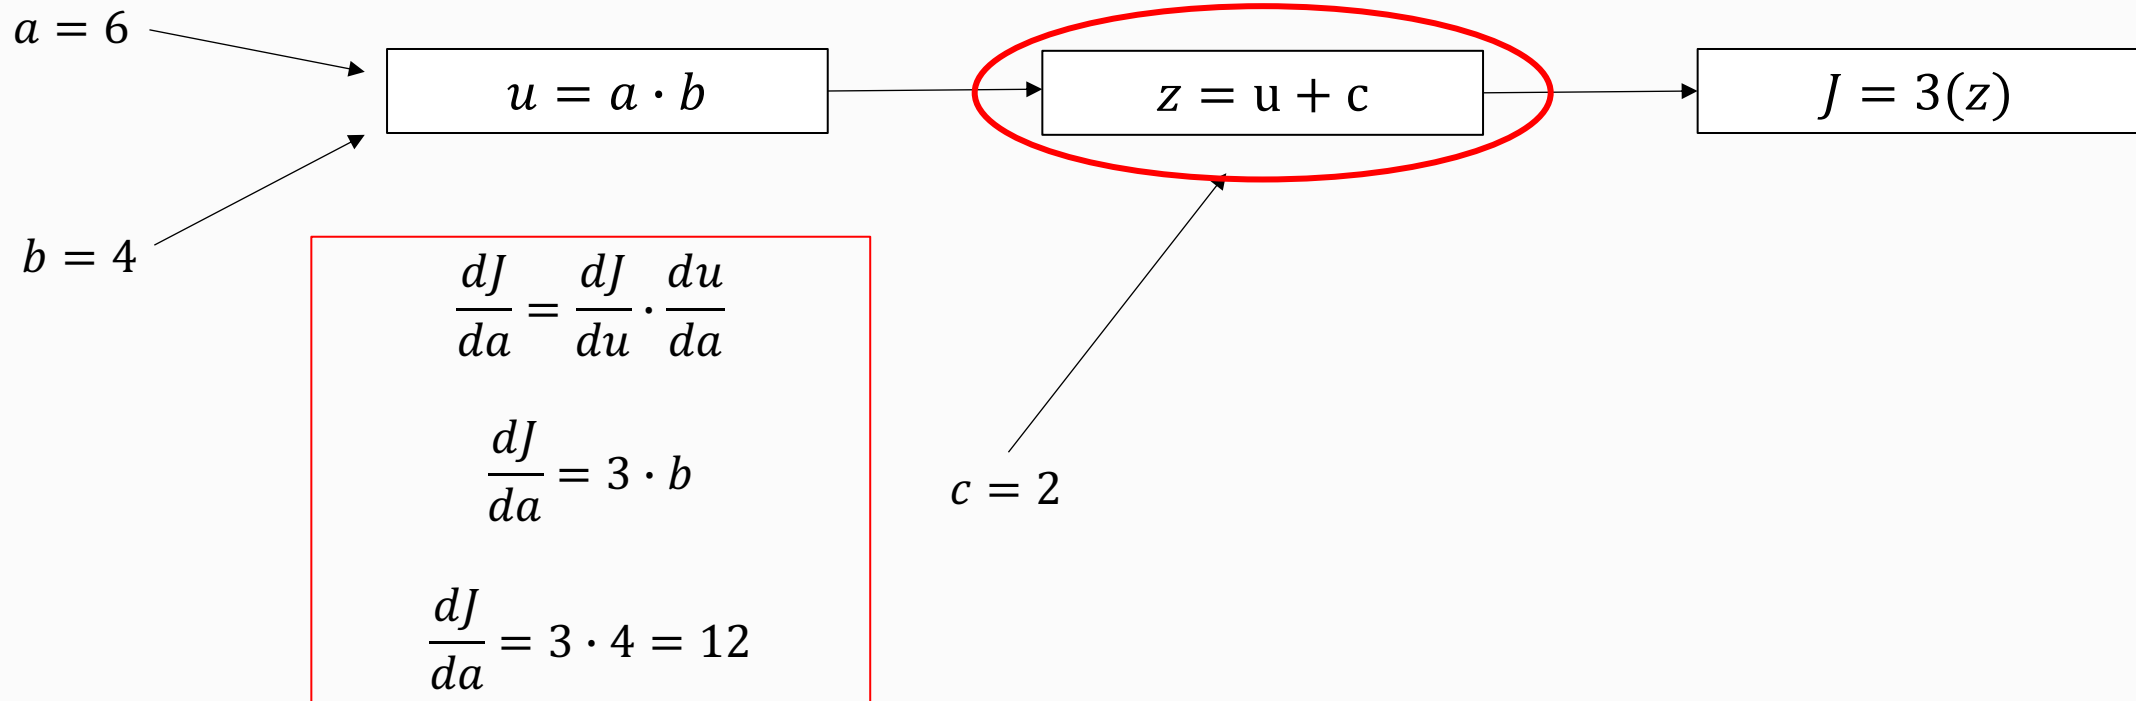 a = 6
u = a · b
z = u + c
J = 3(z)
b = 4
dJ/da = dJ/du · du/da
dJ/da = 3 · b
c = 2
dJ/da = 3 · 4 = 12